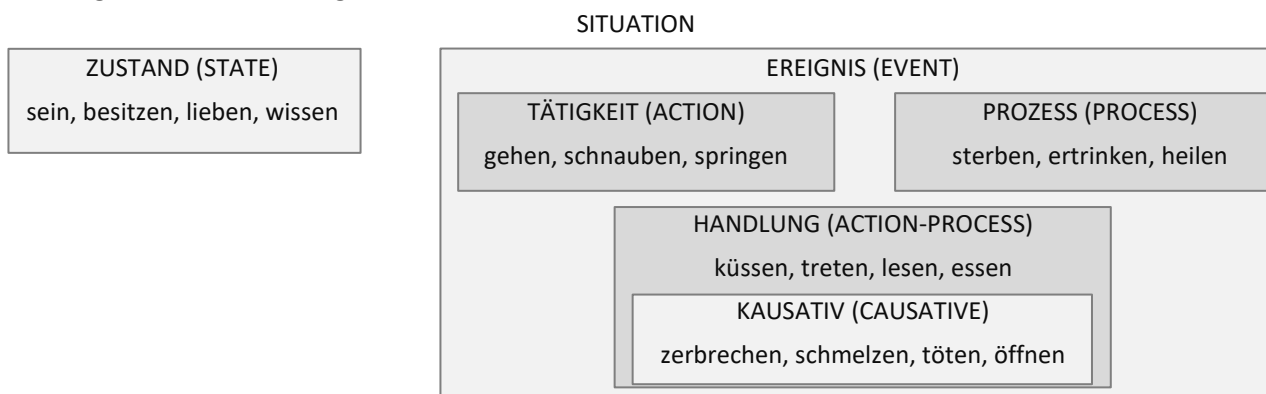 SITUATION
ZUSTAND (STATE)
sein, besitzen, lieben, wissen
EREIGNIS (EVENT)
TÄTIGKEIT (ACTION)
gehen, schnauben, springen
PROZESS (PROCESS)
sterben, ertrinken, heilen
HANDLUNG (ACTION-PROCESS)
küssen, treten, lesen, essen
KAUSATIV (CAUSATIVE)
zerbrechen, schmelzen, töten, öffnen